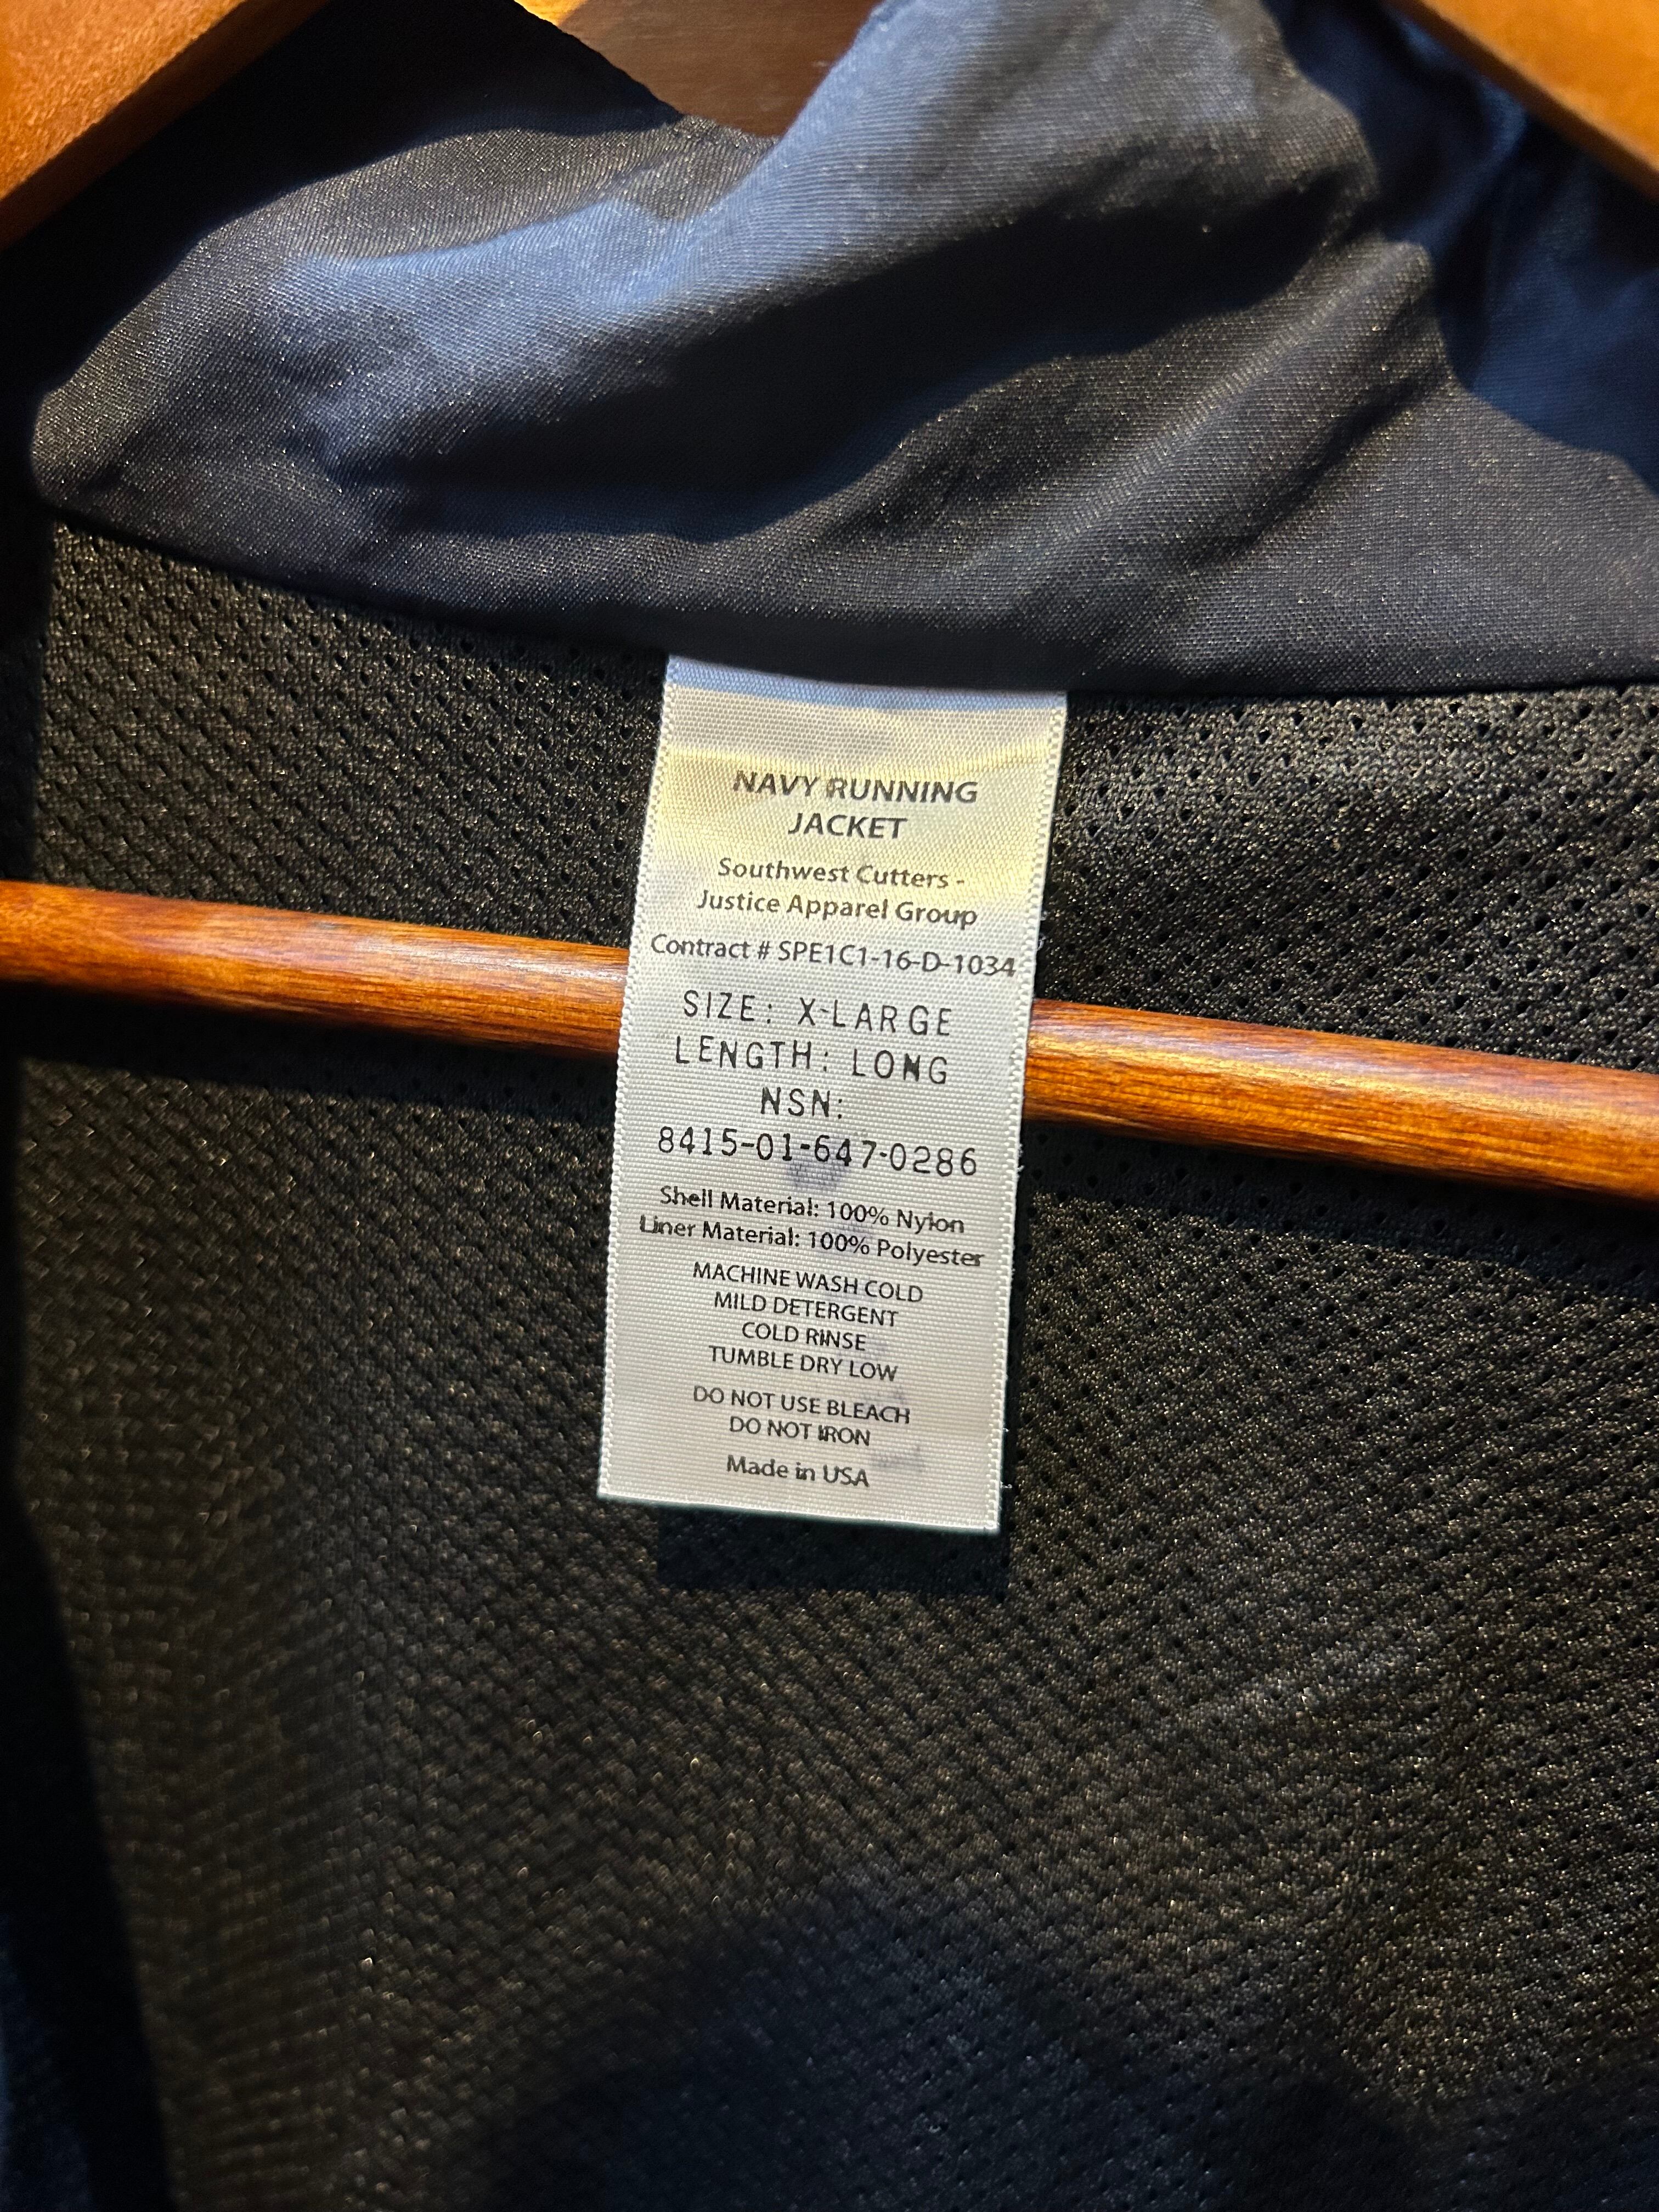 NAVY RUNNING
JACKET
Southwest Cutters -
Justice Apparel Group
Contract # SPE1C1-16-D-1034
SIZE: X-LARGE
LENGTH: LONG
NSN:
8415-01-647-0286
Shell Material: 100% Nylon
Liner Material: 100% Polyester
MACHINE WASH COLD
MILD DETERGENT
COLD RINSE
TUMBLE DRY LOW
DO NOT USE BLEACH
DO NOT IRON
Made in USA